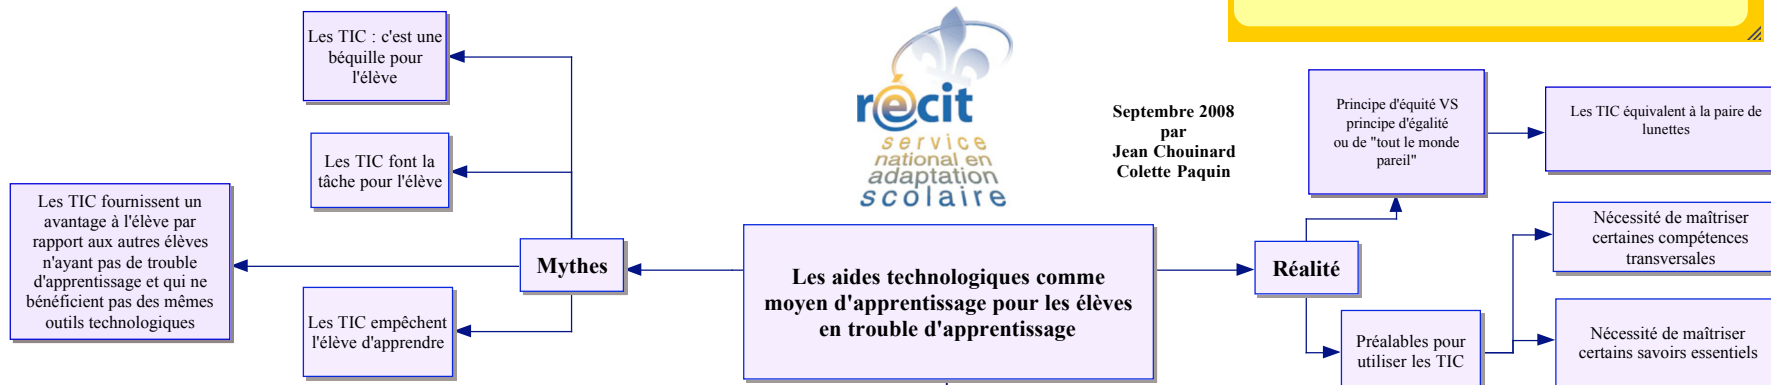 Les TIC : c'est une
béquille pour
l'élève
Les TIC font la
tâche pour l'élève
Les TIC fournissent un
avantage à l'élève par
rapport aux autres élèves
n'ayant pas de trouble
d'apprentissage et qui ne
bénéficient pas des mêmes
outils technologiques
Les TIC empêchent
l'élève d'apprendre
Mythes
récit
service
national en
adaptation
scolaire
Septembre 2008
par
Jean Chouinard
Colette Paquin
Les aides technologiques comme
moyen d'apprentissage pour les élèves
en trouble d'apprentissage
Réalité
Principe d'équité VS
principe d'égalité
ou de "tout le monde
pareil"
Les TIC équivalent à la paire de
lunettes
Préalables pour
utiliser les TIC
Nécessité de maîtriser
certaines compétences
transversales
Nécessité de maîtriser
certains savoirs essentiels